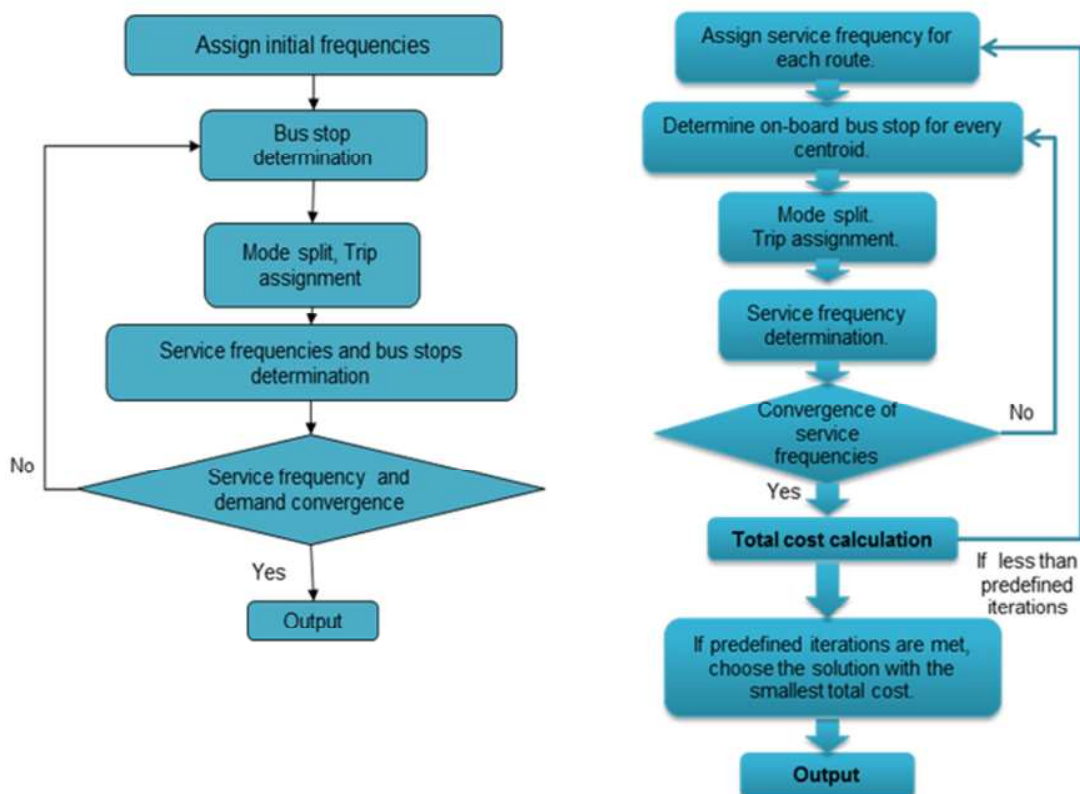 Assign initial frequencies
Bus stop
determination
Mode split, Trip
assignment
Service frequencies and bus stops
determination
No
Service frequency and
demand convergence
Yes
Output
Assign service frequency for
each route.
Determine on-board bus stop for every
centroid.
Mode split.
Trip assignment.
Service frequency
determination.
Convergence of
service
frequencies
No
Yes
Total cost calculation
If less than
predefined
iterations
If predefined iterations are met,
choose the solution with the
smallest total cost.
Output